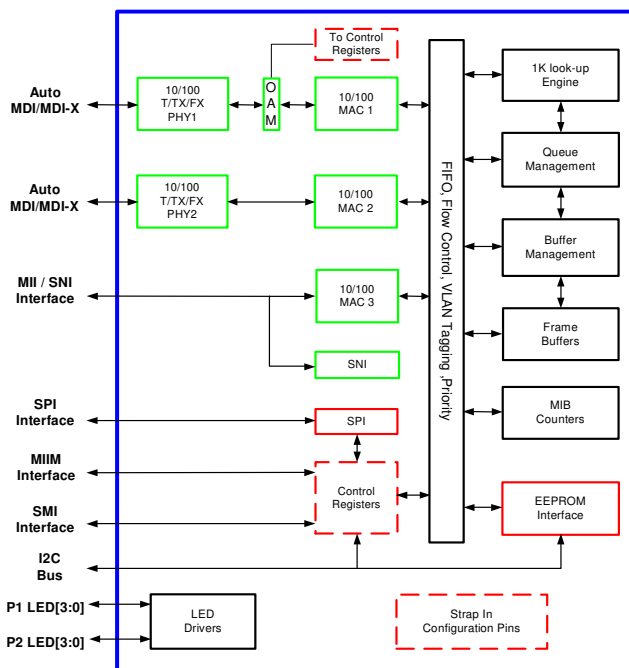 To Control
Registers
Auto
MDI/MDI-X
10/100
T/TX/FX
PHY1
O
A
M
10/100
MAC 1
1K look-up
Engine
Auto
MDI/MDI-X
10/100
T/TX/FX
PHY2
10/100
MAC 2
Queue
Management
FIFO, Flow Control, VLAN Tagging ,Priority
Buffer
Management
MII / SNI
Interface
10/100
MAC 3
Frame
Buffers
SNI
SPI
Interface
SPI
MIB
Counters
MIIM
Interface
Control
Registers
EEPROM
Interface
SMI
Interface
I2C
Bus
P1 LED[3:0]
LED
Drivers
P2 LED[3:0]
Strap In
Configuration Pins